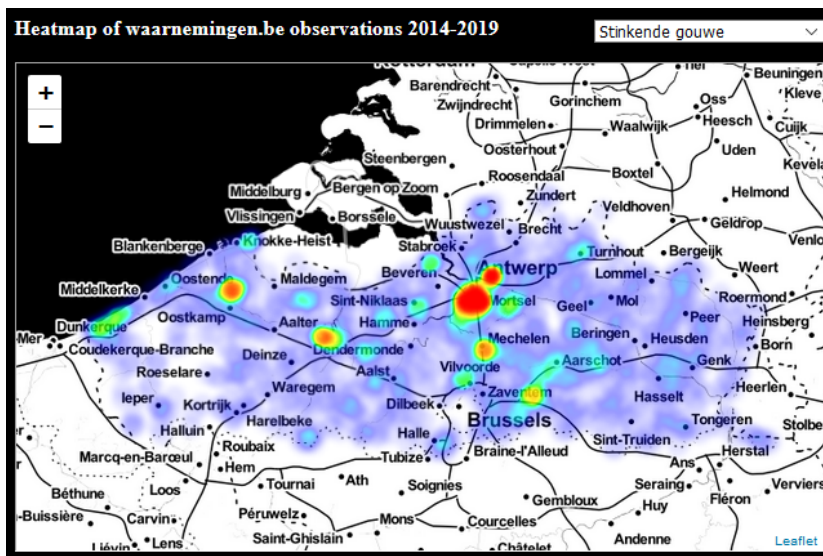 Heatmap of waarnemingen.be observations 2014-2019
Stinkende gouwe
+
−
Rotterdam
Barendrecht
Beuningen
Zwijndrecht
Gorinchem
Kleve
Oss
Drimmelen
Waalwijk
Heesch
Cuijk
Oosterhout
Uden
Steenbergen
Boxtel
Kevela
Roosendaal
Middelburg
Bergen op Zoom
Zundert
Helmond
Vlissingen
Borssele
Veldhoven
Wuustwezel
Brecht
Geldrop
Blankenberge
Knokke-Heist
Stabroek
Turnhout
Bergeijk
Venlo
Antwerp
Oostende
Maldegem
Beveren
Lommel
Weert
Middelkerke
Sint-Niklaas
Mortsel
Geel
Mol
Roermond
Oostkamp
Peer
Dunkerque
Aalter
Hamme
Heinsberg
-Mer
Mechelen
Beringen
Coudekerque-Branche
Deinze
Dendermonde
Heusden
Born
Aarschot
Genk
Roeselare
Aalst
Vilvoorde
Waregem
Zaventem
Heerlen
Ieper
Kortrijk
Dilbeek
Hasselt
Harelbeke
Brussels
Tongeren
Halluin
Stolbe
Halle
Sint-Truiden
Roubaix
Marcq-en-Barœul
Tubize
Braine-l'Alleud
Herstal
Hem
Ans
Loos
Tournai
Ath
Soignies
Seraing
Verviers
Béthune
Gembloux
Huy
Fléron
-Buissière
Carvin
Péruwelz
Mons
Courcelles
Liévin
Lens
Saint-Ghislain
Andenne
Châtelet
Leaflet